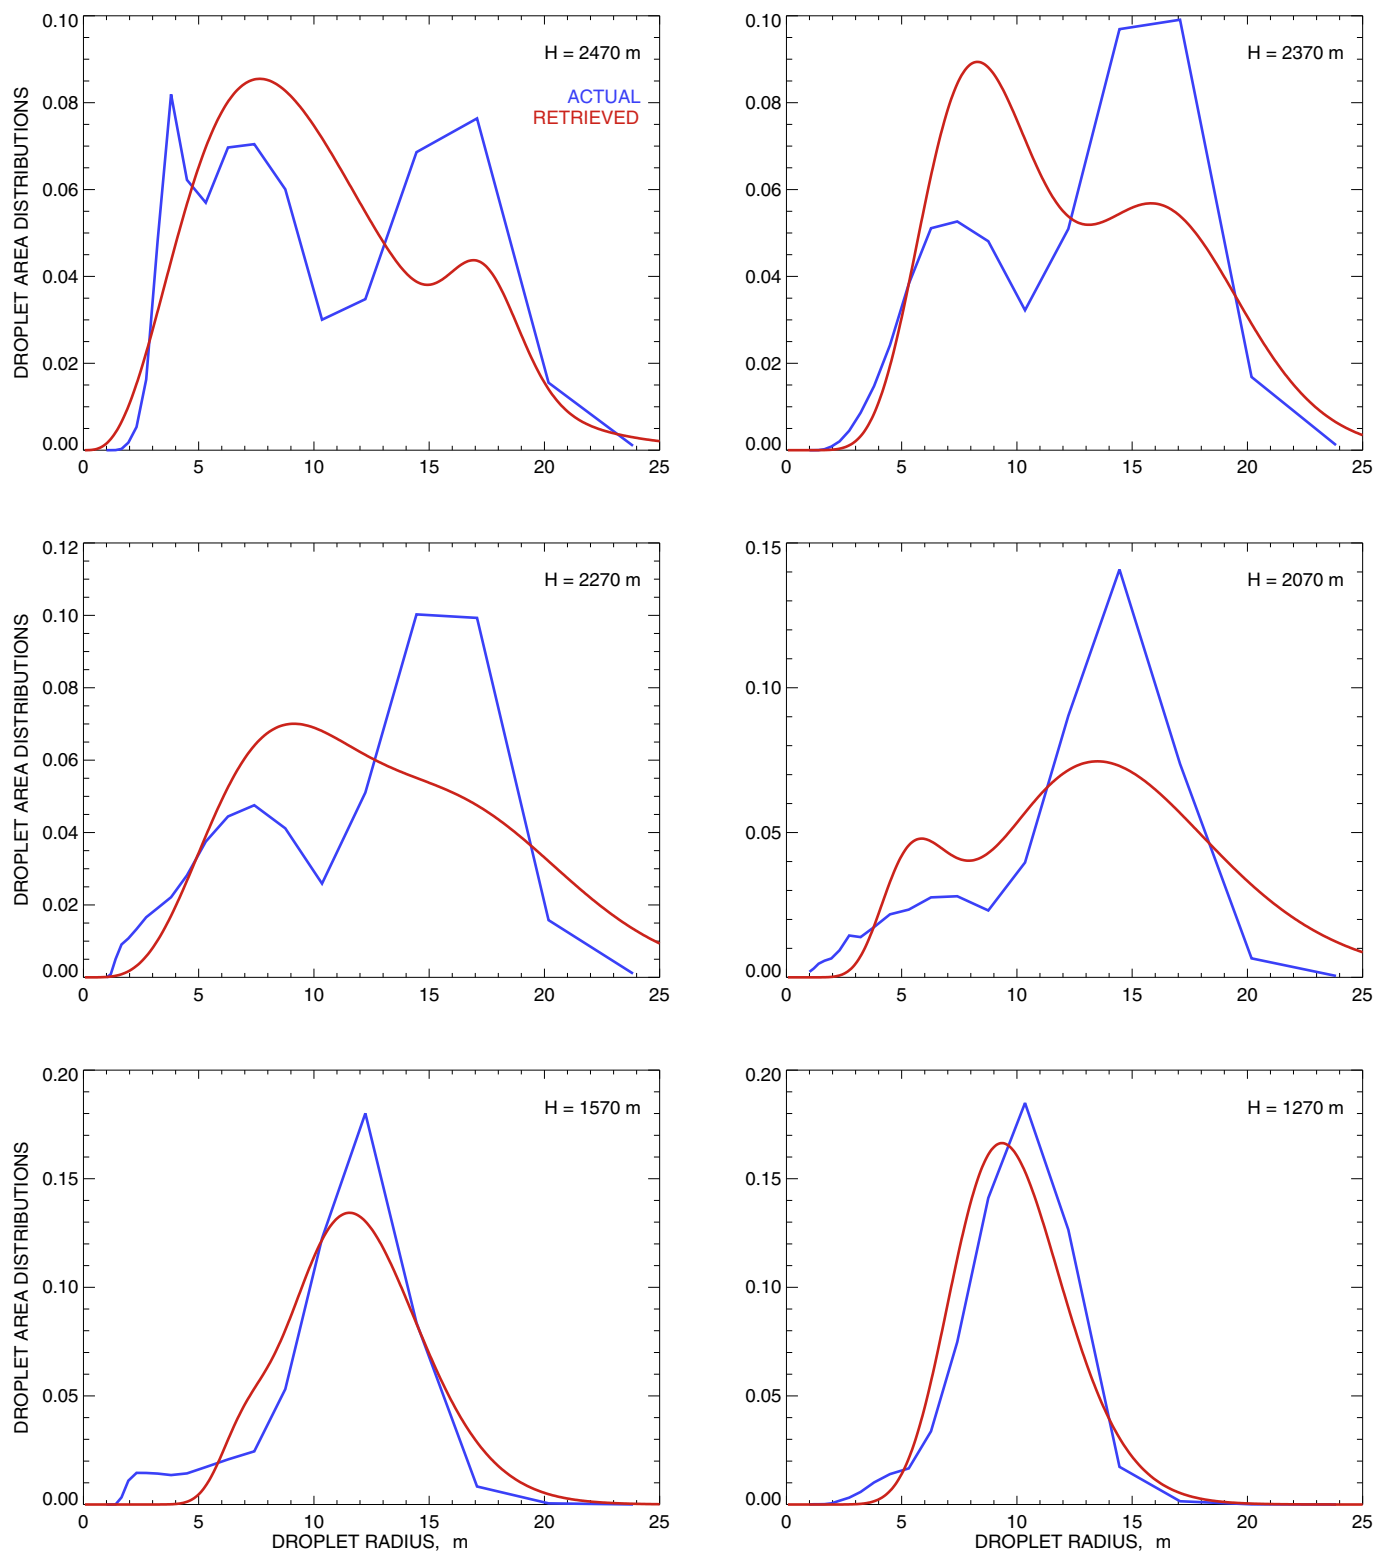 H = 2470 m
ACTUAL
RETRIEVED
DROPLET AREA DISTRIBUTIONS
0.10
0.08
0.06
0.04
0.02
0.00
0 5 10 15 20 25
H = 2370 m
0.10
0.08
0.06
0.04
0.02
0.00
0 5 10 15 20 25
H = 2270 m
DROPLET AREA DISTRIBUTIONS
0.12
0.10
0.08
0.06
0.04
0.02
0.00
0 5 10 15 20 25
H = 2070 m
0.15
0.10
0.05
0.00
0 5 10 15 20 25
H = 1570 m
DROPLET AREA DISTRIBUTIONS
0.20
0.15
0.10
0.05
0.00
0 5 10 15 20 25
DROPLET RADIUS, m
H = 1270 m
0.20
0.15
0.10
0.05
0.00
0 5 10 15 20 25
DROPLET RADIUS, m